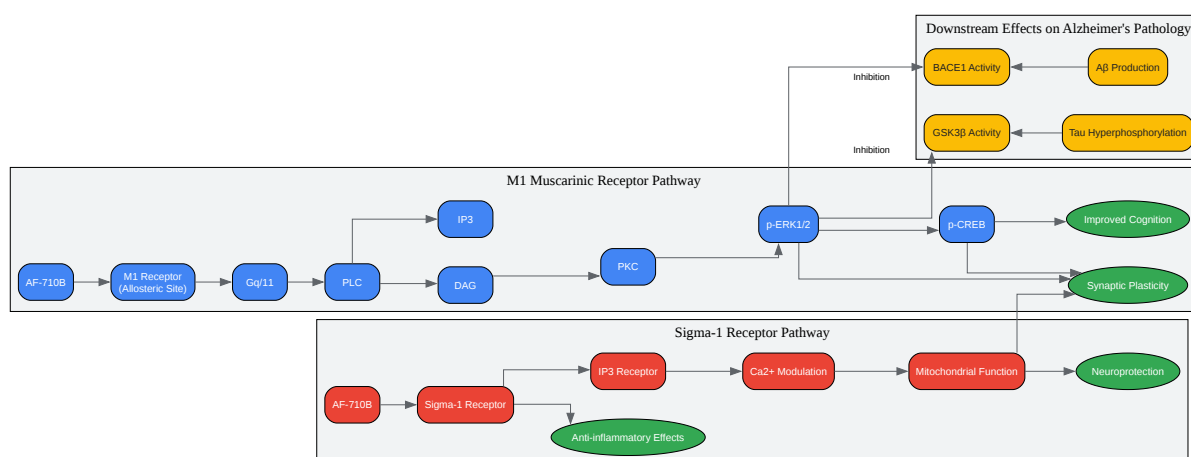 Downstream Effects on Alzheimer's Pathology
BACE1 Activity
Aβ Production
Inhibition
GSK3β Activity
Tau Hyperphosphorylation
Inhibition
M1 Muscarinic Receptor Pathway
IP3
p-ERK1/2
p-CREB
Improved Cognition
AF-710B
M1 Receptor
(Allosteric Site)
Gq/11
PLC
DAG
PKC
Synaptic Plasticity
Sigma-1 Receptor Pathway
IP3 Receptor
Ca2+ Modulation
Mitochondrial Function
Neuroprotection
AF-710B
Sigma-1 Receptor
Anti-inflammatory Effects